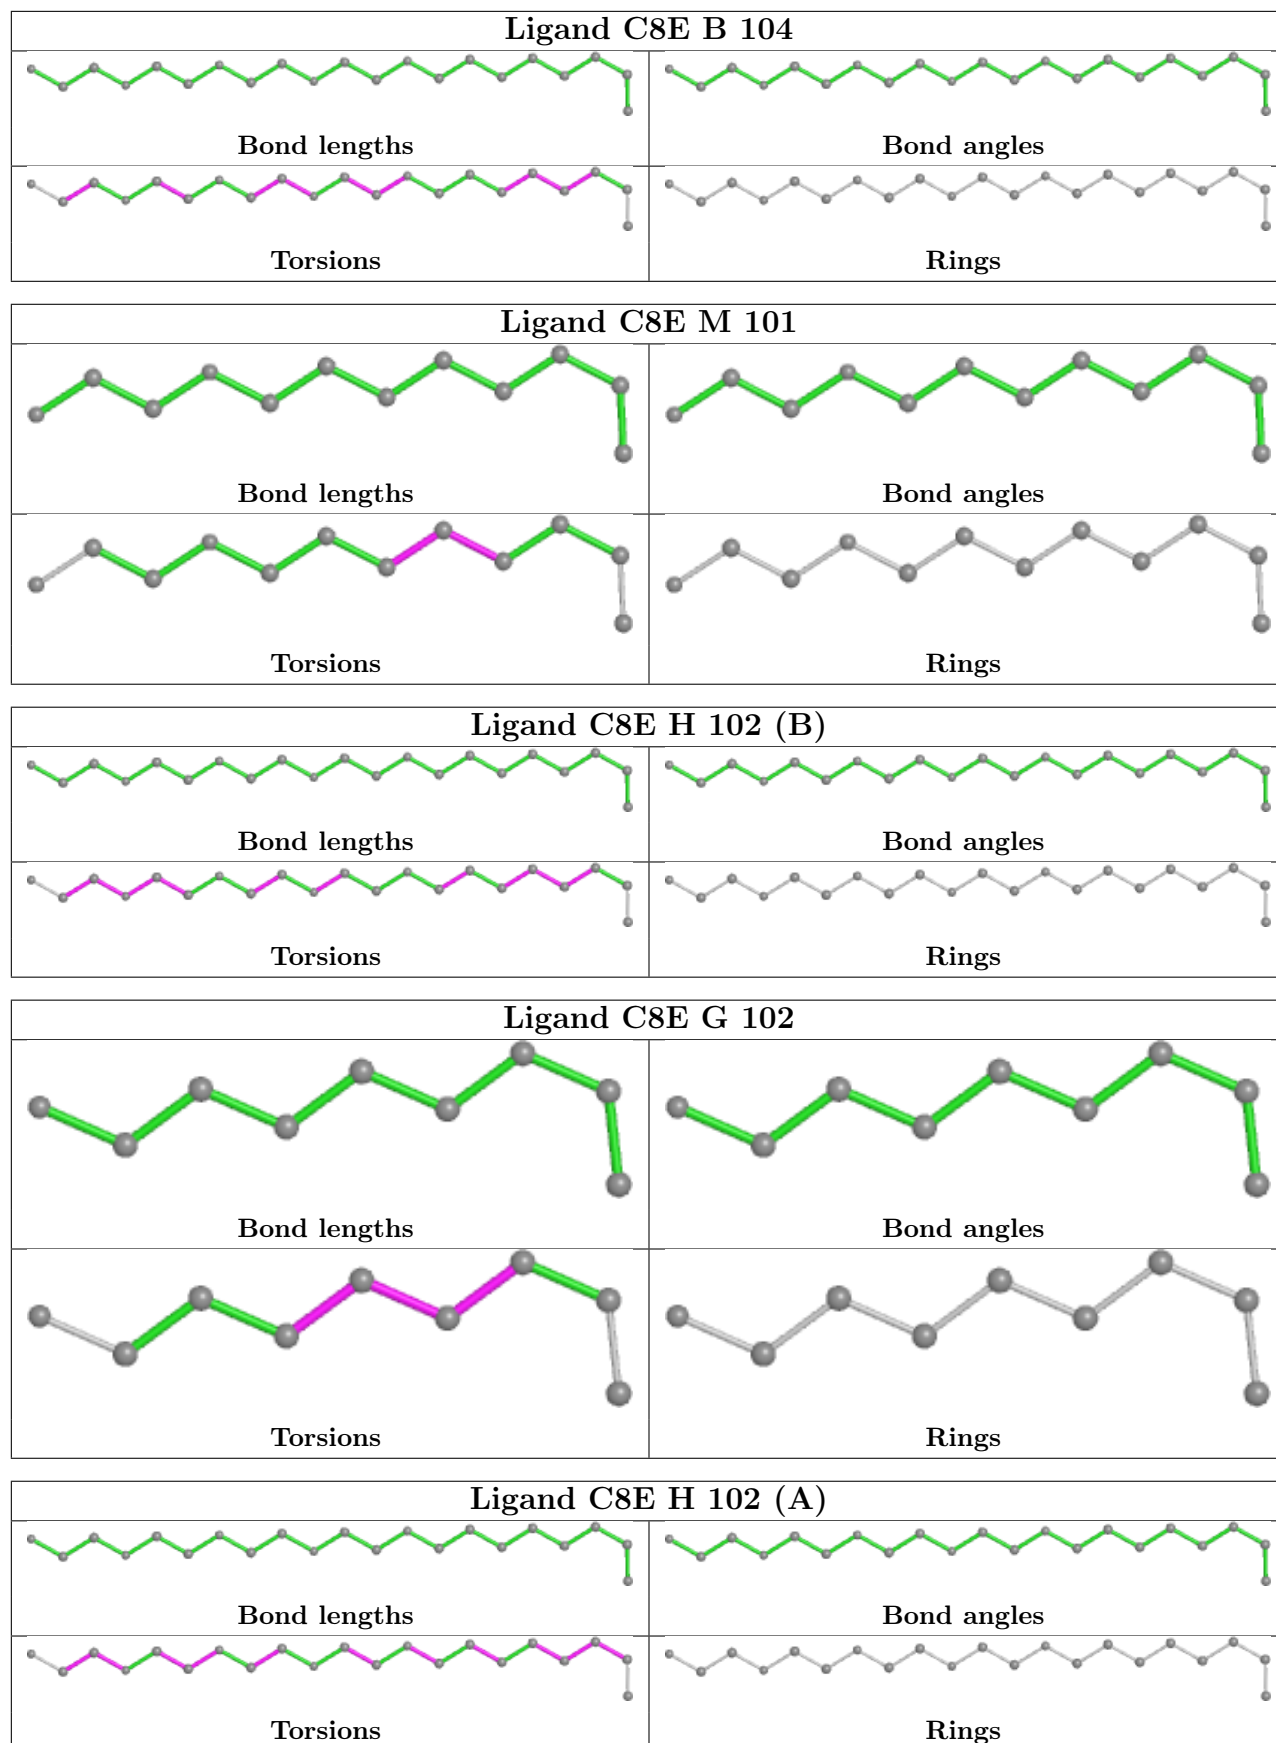 Ligand C8E B 104
Bond lengths Bond angles
Torsions Rings
Ligand C8E M 101
Bond lengths Bond angles
Torsions Rings
Ligand C8E H 102 (B)
Bond lengths Bond angles
Torsions Rings
Ligand C8E G 102
Bond lengths Bond angles
Torsions Rings
Ligand C8E H 102 (A)
Bond lengths Bond angles
Torsions Rings